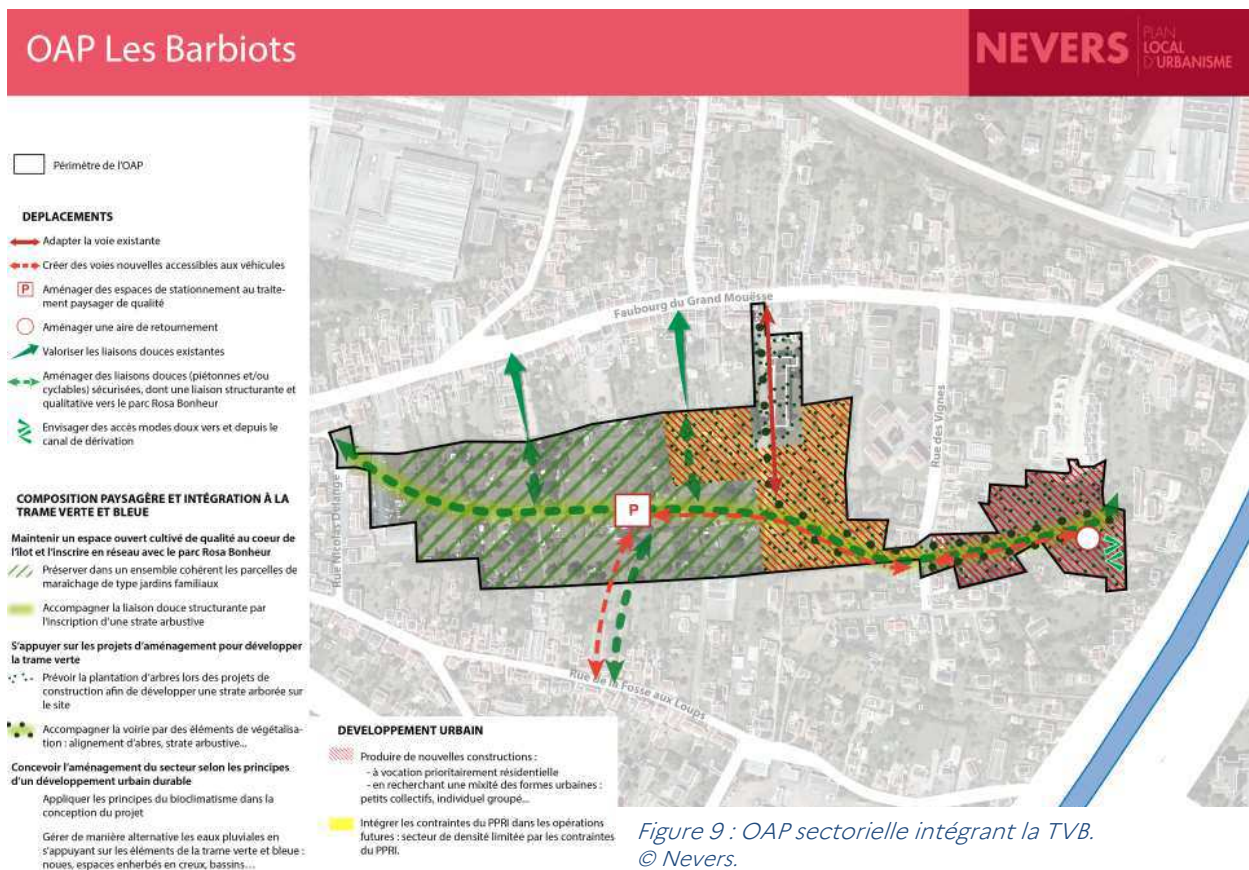 OAP Les Barbiots
NEVERS
PLAN
LOCAL
D'URBANISME
Périmètre de l'OAP
DEPLACEMENTS
Adapter la voie existante
Créer des voies nouvelles accessibles aux véhicules
P
Aménager des espaces de stationnement au traite-
ment paysager de qualité
Aménager une aire de retournement
Valoriser les liaisons douces existantes
Aménager des liaisons douces (piétonnes et/ou
cyclables) sécurisées, dont une liaison structurante et
qualitative vers le parc Rosa Bonheur
Envisager des accès modes doux vers et depuis le
canal de dérivation
COMPOSITION PAYSAGÈRE ET INTÉGRATION À LA
TRAME VERTE ET BLEUE
Maintenir un espace ouvert cultivé de qualité au coeur de
l'îlot et l'inscrire en réseau avec le parc Rosa Bonheur
Préserver dans un ensemble cohérent les parcelles de
maraîchage de type jardins familiaux
Accompagner la liaison douce structurante par
l'inscription d'une strate arbustive
S'appuyer sur les projets d'aménagement pour développer
la trame verte
Prévoir la plantation d'arbres lors des projets de
construction afin de développer une strate arborée sur
le site
Accompagner la voirie par des éléments de végétalisa-
tion : alignement d'abres, strate arbustive...
Concevoir l'aménagement du secteur selon les principes
d'un développement urbain durable
Appliquer les principes du bioclimatisme dans la
conception du projet
Gérer de manière alternative les eaux pluviales en
s'appuyant sur les éléments de la trame verte et bleue :
noues, espaces enherbés en creux, bassins...
Faubourg du Grand Mouësse
Rue des Vignes
Rue Nicolas Dulange
P
Rue de la Fosse aux Loups
DEVELOPPEMENT URBAIN
Produire de nouvelles constructions :
- à vocation prioritairement résidentielle
- en recherchant une mixité des formes urbaines :
petits collectifs, individuel groupé...
Intégrer les contraintes du PPRI dans les opérations
futures : secteur de densité limitée par les contraintes
du PPRI.
Figure 9 : OAP sectorielle intégrant la TVB.
© Nevers.